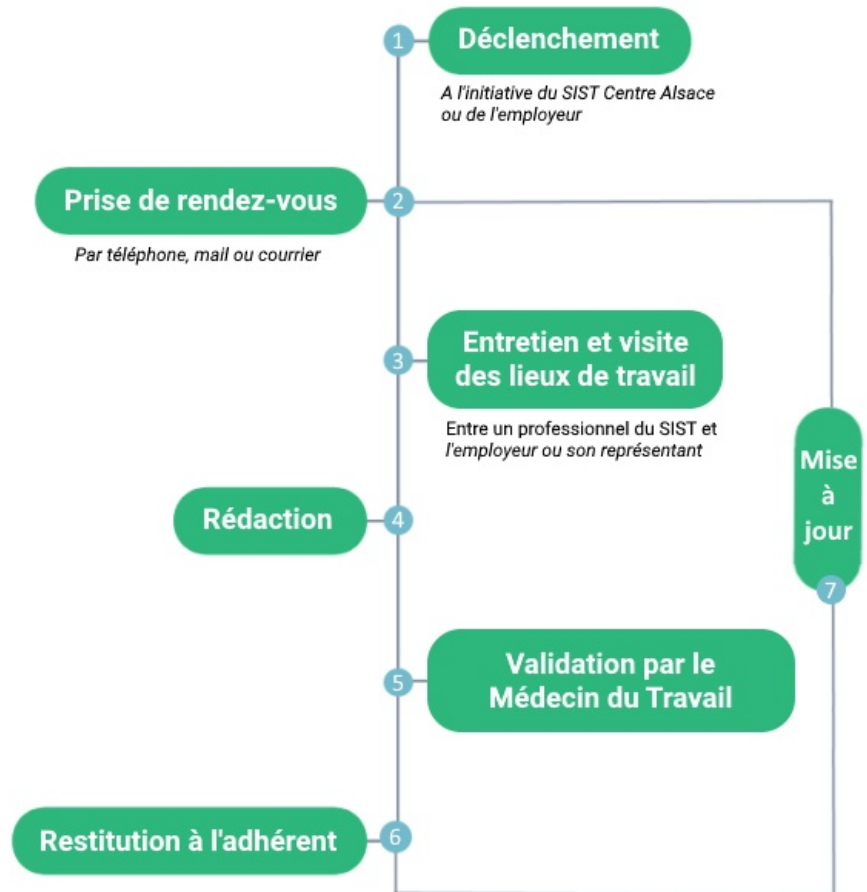 1
Déclenchement
A l'initiative du SIST Centre Alsace
ou de l'employeur
Prise de rendez-vous
2
Par téléphone, mail ou courrier
3
Entretien et visite
des lieux de travail
Entre un professionnel du SIST et
l'employeur ou son représentant
Rédaction
4
5
Validation par le
Médecin du Travail
Restitution à l'adhérent
6
Mise
à
jour
7